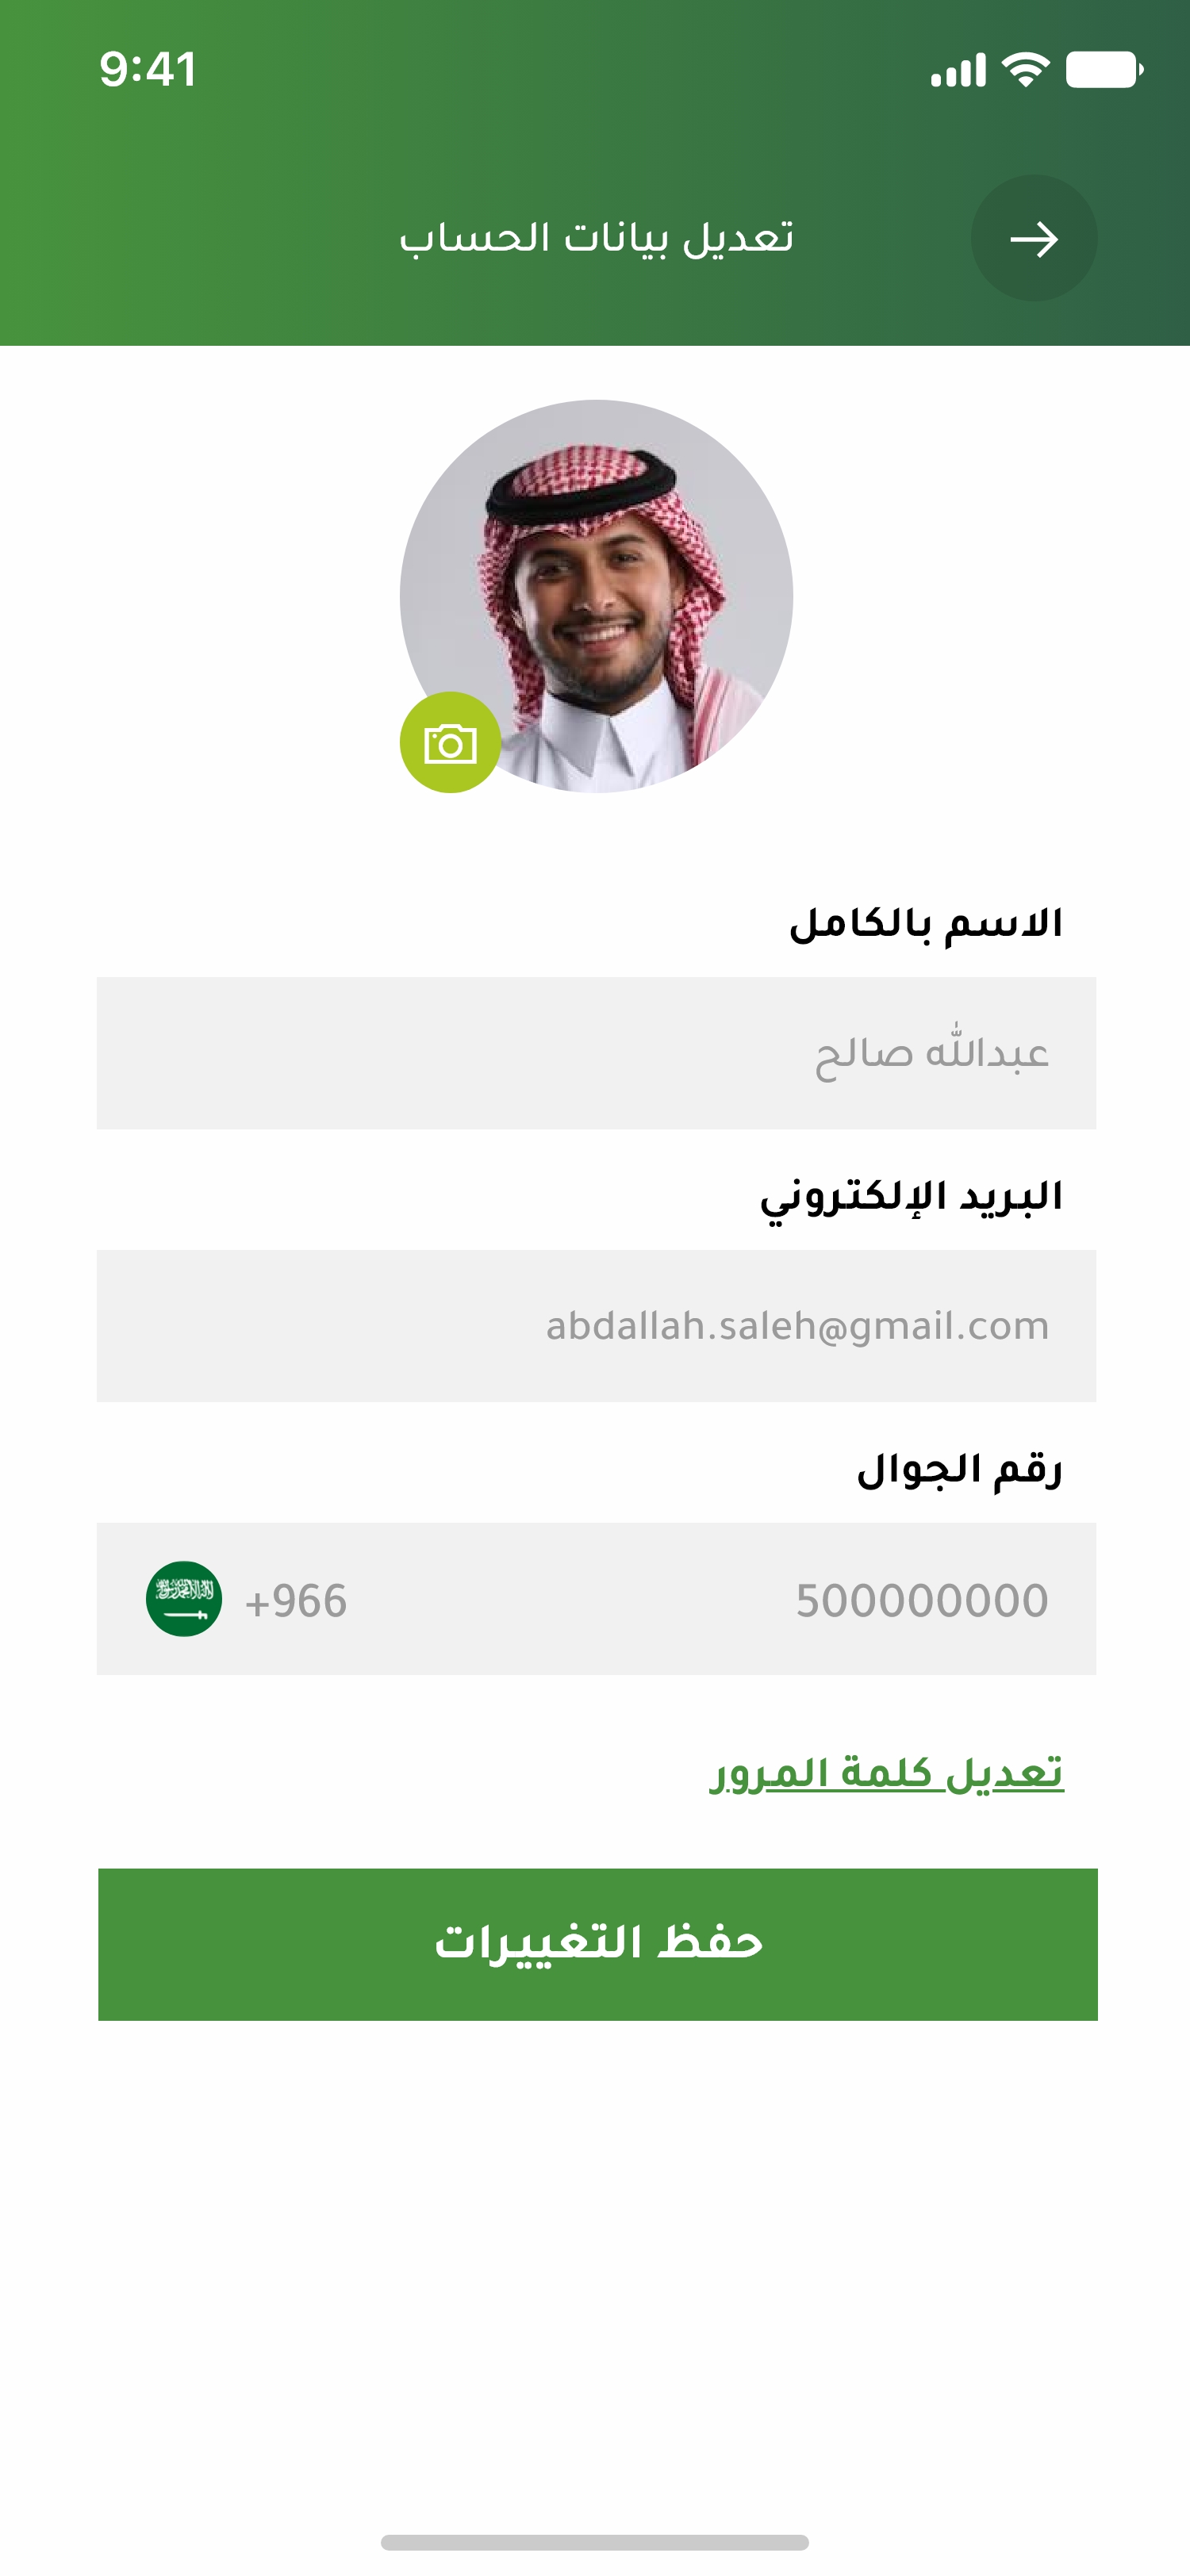 9:41
تعديل بيانات الحساب
الاسم بالكامل
عبدالله صالح
البريد الإلكتروني
abdallah.saleh@gmail.com
رقم الجوال
500000000 +966
تعديل كلمة المرور
حفظ التغييرات